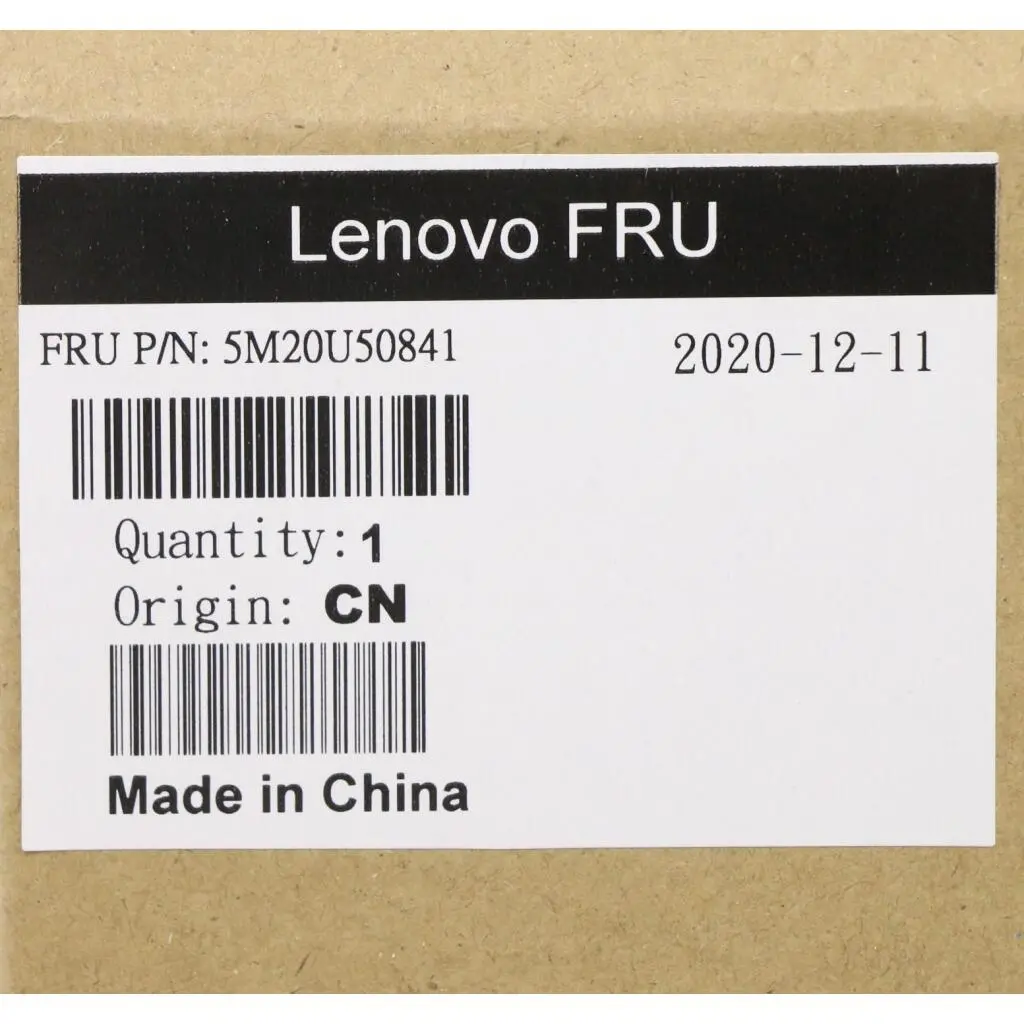 Lenovo FRU
FRU P/N: 5M20U50841
2020-12-11
Quantity: 1
Origin: CN
Made in China